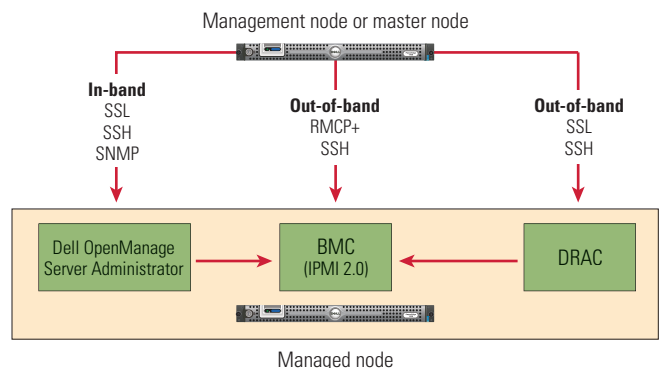 Management node or master node
In-band
SSL
SSH
SNMP
Out-of-band
RMCP+
SSH
Out-of-band
SSL
SSH
Dell OpenManage
Server Administrator
BMC
(IPMI 2.0)
DRAC
Managed node